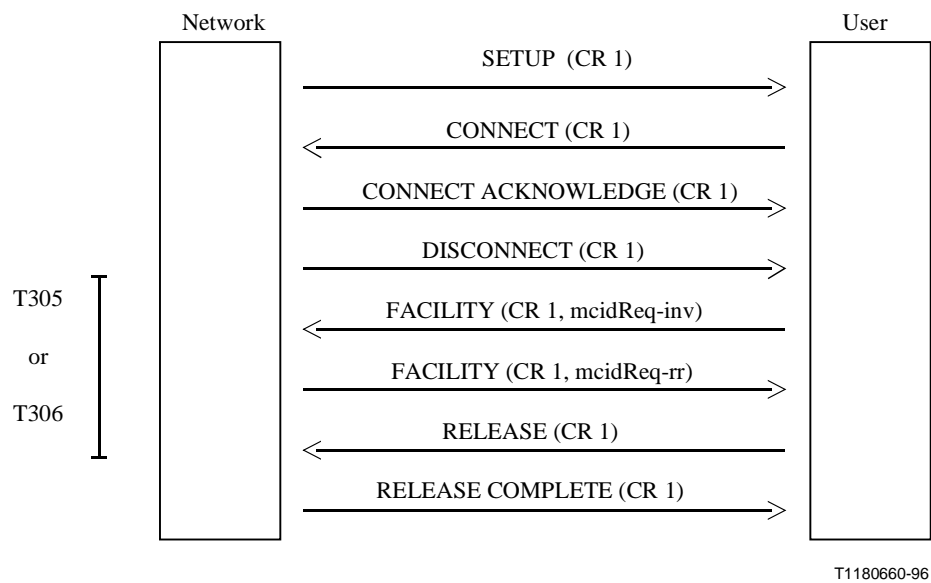 Network
User
SETUP (CR 1)
CONNECT (CR 1)
CONNECT ACKNOWLEDGE (CR 1)
DISCONNECT (CR 1)
T305
FACILITY (CR 1, mcidReq-inv)
or
FACILITY (CR 1, mcidReq-rr)
T306
RELEASE (CR 1)
RELEASE COMPLETE (CR 1)
T1180660-96